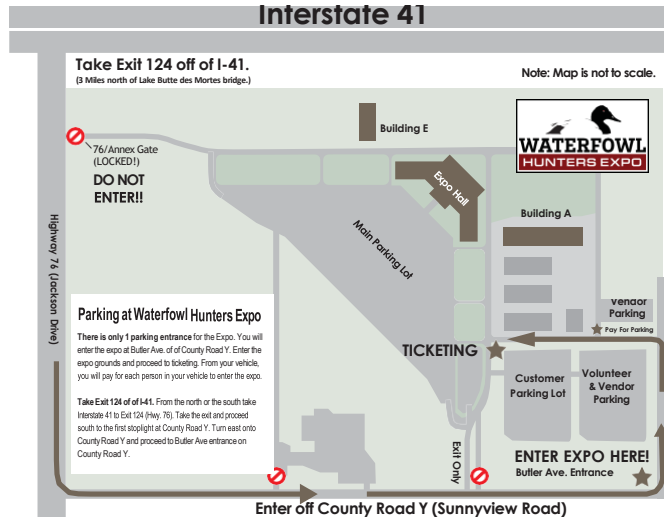 Interstate 41
Take Exit 124 off of I-41.
(3 Miles north of Lake Butte des Mortes bridge.)
Note: Map is not to scale.
WATERFOWL
HUNTERS EXPO
Building E
76/Annex Gate
(LOCKED!)
DO NOT
ENTER!!
Expo Hall
Building A
Main Parking Lot
Highway 76 (Jackson Drive)
Vendor
Parking
Pay For Parking
Parking at Waterfowl Hunters Expo
There is only 1 parking entrance for the Expo. You will
enter the expo at Butler Ave. of of County Road Y. Enter the
expo grounds and proceed to ticketing. From your vehicle,
you will pay for each person in your vehicle to enter the expo.
Take Exit 124 of of I-41. From the north or the south take
Interstate 41 to Exit 124 (Hwy. 76). Take the exit and proceed
south to the first stoplight at County Road Y. Turn east onto
County Road Y and proceed to Butler Ave entrance on
County Road Y.
TICKETING
Customer
Parking Lot
Volunteer
& Vendor
Parking
Exit Only
ENTER EXPO HERE!
Butler Ave. Entrance
Enter off County Road Y (Sunnyview Road)